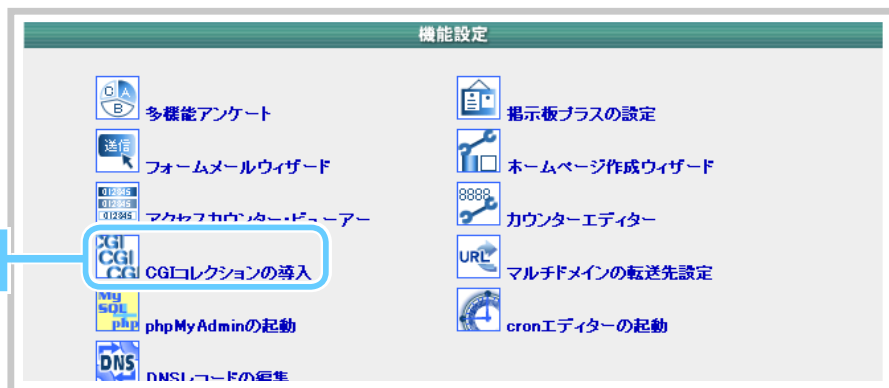 機能設定
C A
B
多機能アンケート
掲示板プラスの設定
送信
フォームメールウィザード
ホームページ作成ウィザード
012345
012345
012345
アクセスカウンター・ビューアー
8888
カウンターエディター
CGI
CGI
CGI
CGIコレクションの導入
URL
マルチドメインの転送先設定
My
SQL
php
phpMyAdminの起動
cronエディターの起動
DNS
DNSレコードの編集